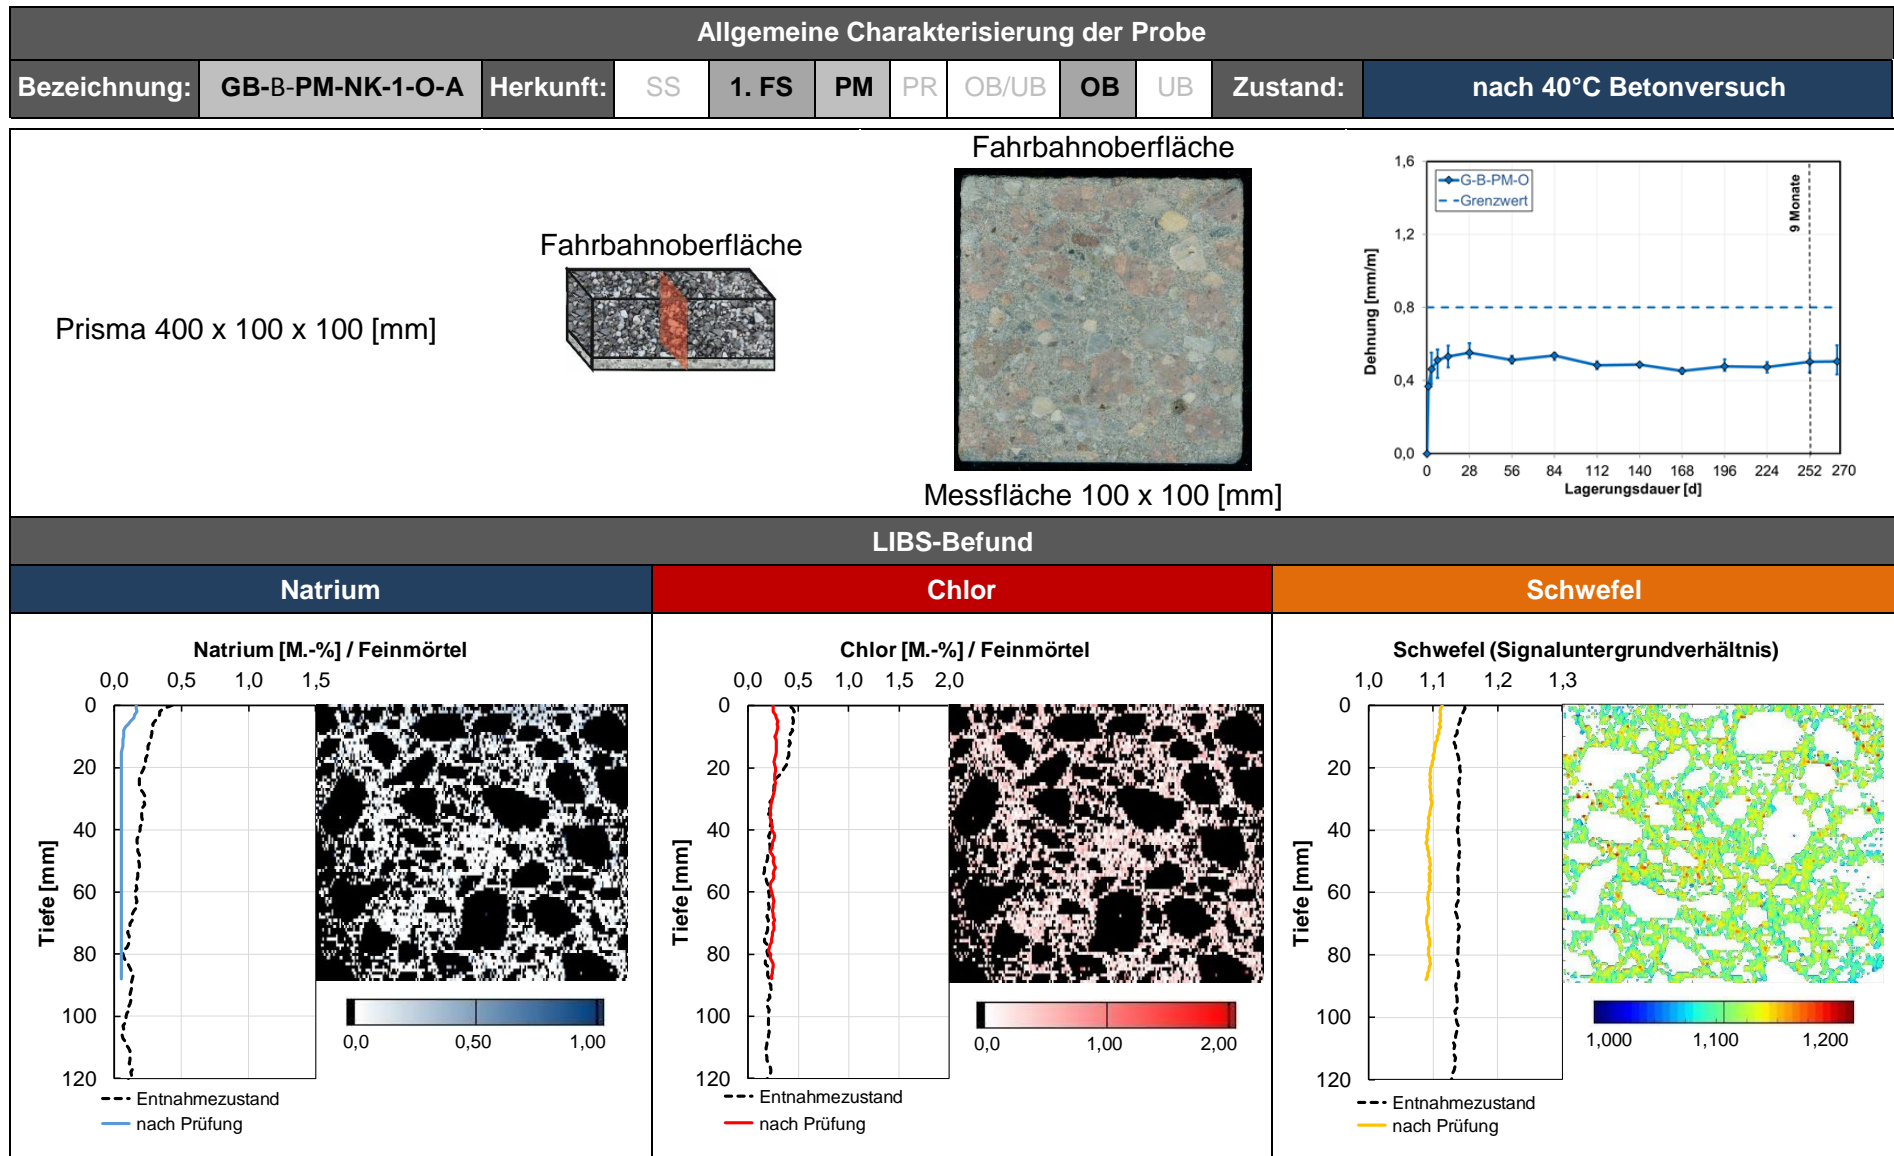 Allgemeine Charakterisierung der Probe
Bezeichnung: GB-B-PM-NK-1-O-A Herkunft: SS 1. FS PM PR OB/UB OB UB Zustand: nach 40°C Betonversuch
Prisma 400 x 100 x 100 [mm]
Fahrbahnoberfläche
Fahrbahnoberfläche
Messfläche 100 x 100 [mm]
Dehnung [mm/m]
1,6
1,2
0,8
0,4
0,0
G-B-PM-O
Grenzwert
9 Monate
0 28 56 84 112 140 168 196 224 252 270
Lagerungsdauer [d]
LIBS-Befund
Natrium
Natrium [M.-%] / Feinmörtel
0,0 0,5 1,0 1,5
Tiefe [mm]
0
20
40
60
80
100
120
0,0 0,50 1,00
Entnahmezustand
nach Prüfung
Chlor
Chlor [M.-%] / Feinmörtel
0,0 0,5 1,0 1,5 2,0
Tiefe [mm]
0
20
40
60
80
100
120
0,0 1,00 2,00
Entnahmezustand
nach Prüfung
Schwefel
Schwefel (Signaluntergrundverhältnis)
1,0 1,1 1,2 1,3
Tiefe [mm]
0
20
40
60
80
100
120
1,000 1,100 1,200
Entnahmezustand
nach Prüfung